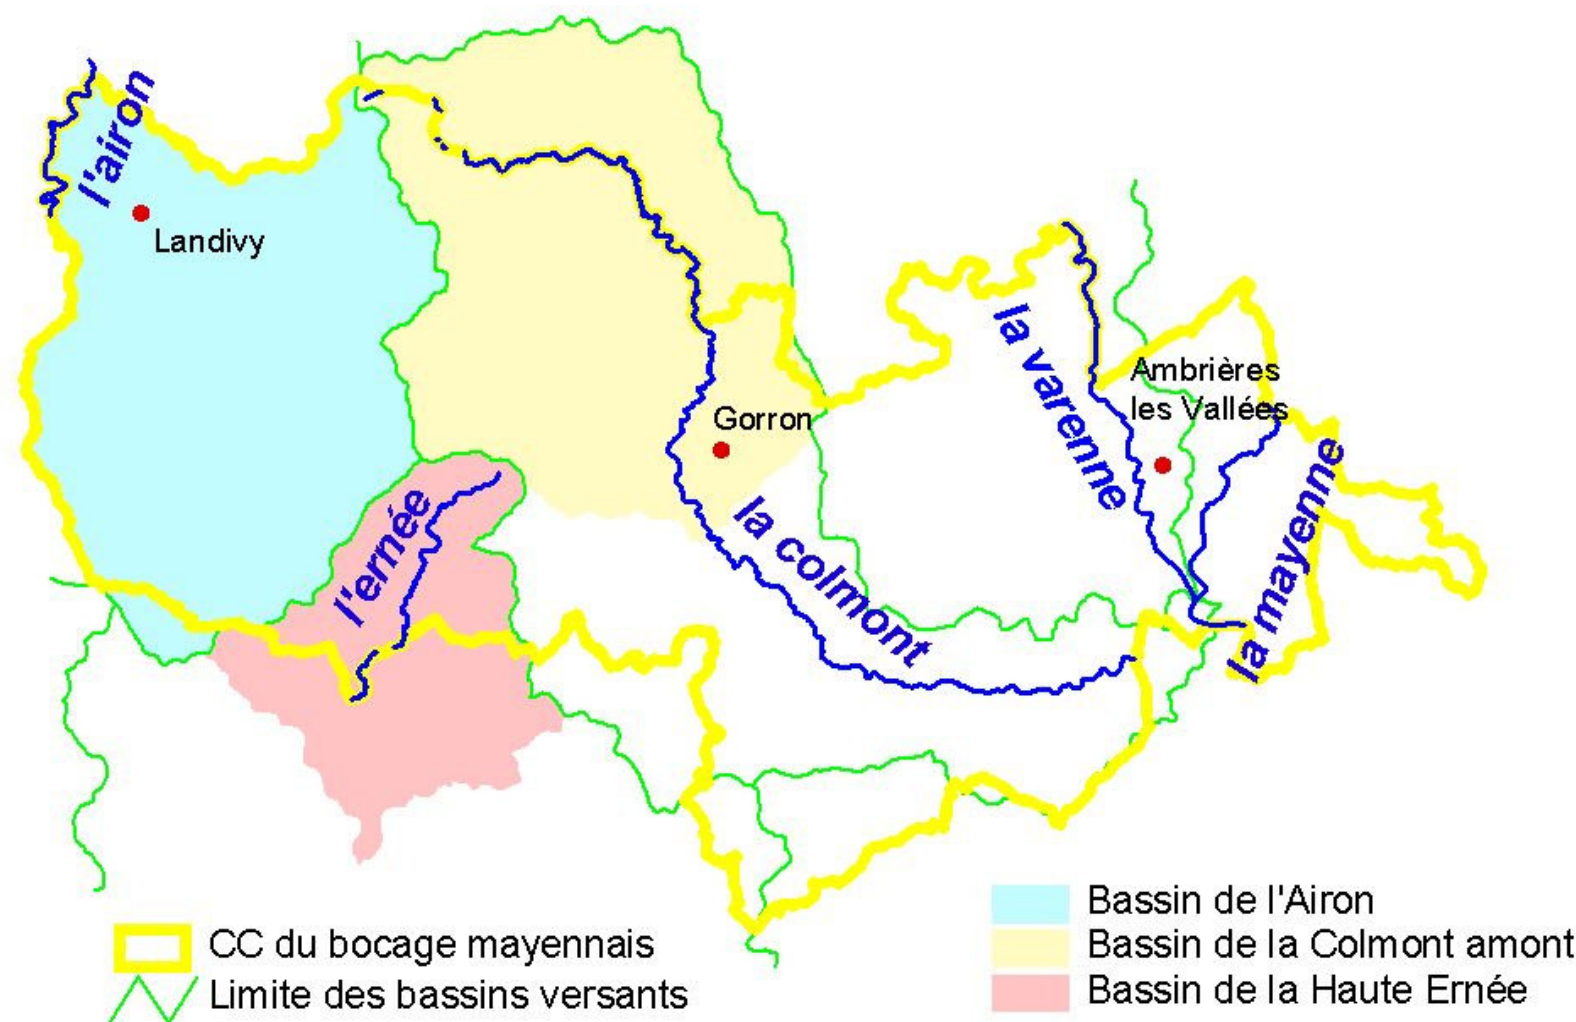 l'airon
Landivy
la varenne
Ambrières
les Vallées
Gorron
la mayenne
l'ernée
la colmont
CC du bocage mayennais
Limite des bassins versants
Bassin de l'Airon
Bassin de la Colmont amont
Bassin de la Haute Ernée